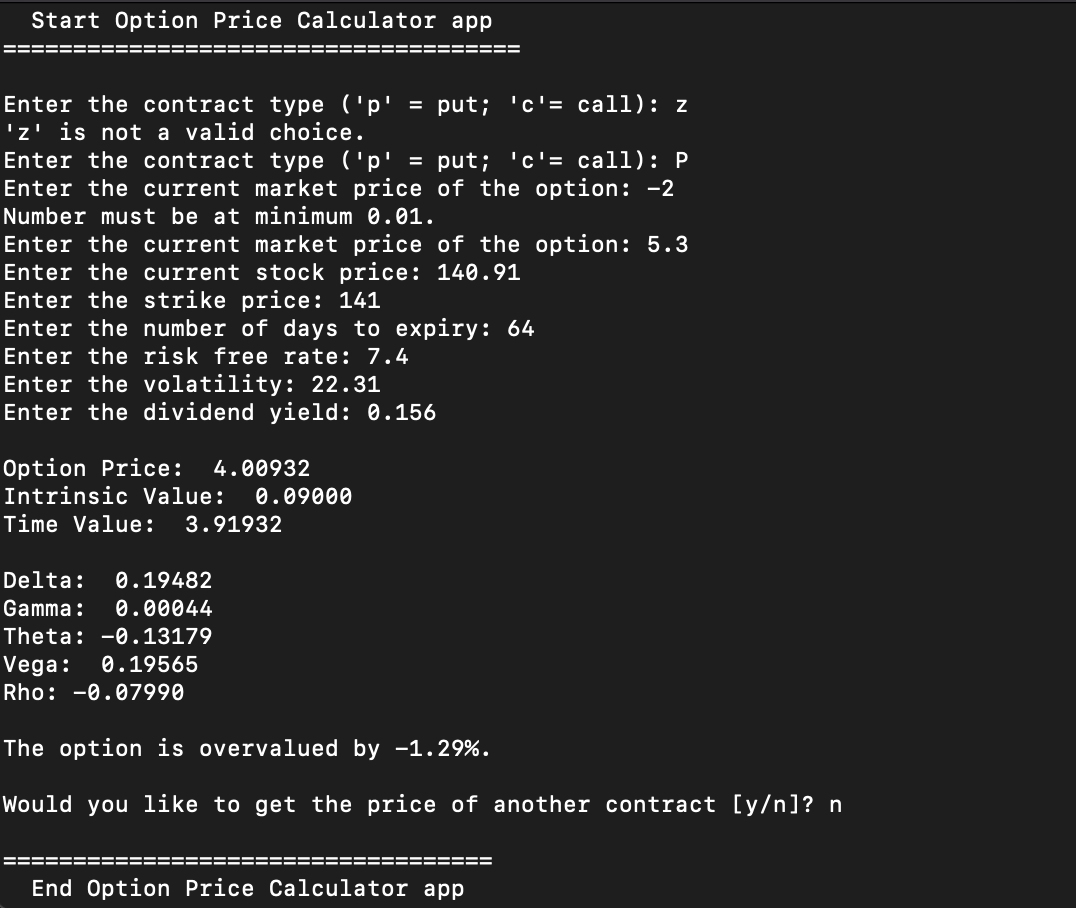 Start Option Price Calculator app
=====================================
Enter the contract type ('p' = put; 'c'= call): z
'z' is not a valid choice.
Enter the contract type ('p' = put; 'c'= call): P
Enter the current market price of the option: -2
Number must be at minimum 0.01.
Enter the current market price of the option: 5.3
Enter the current stock price: 140.91
Enter the strike price: 141
Enter the number of days to expiry: 64
Enter the risk free rate: 7.4
Enter the volatility: 22.31
Enter the dividend yield: 0.156
Option Price:  4.00932
Intrinsic Value:  0.09000
Time Value:  3.91932
Delta:  0.19482
Gamma:  0.00044
Theta: -0.13179
Vega:  0.19565
Rho: -0.07990
The option is overvalued by -1.29%.
Would you like to get the price of another contract [y/n]? n
===================================
End Option Price Calculator app